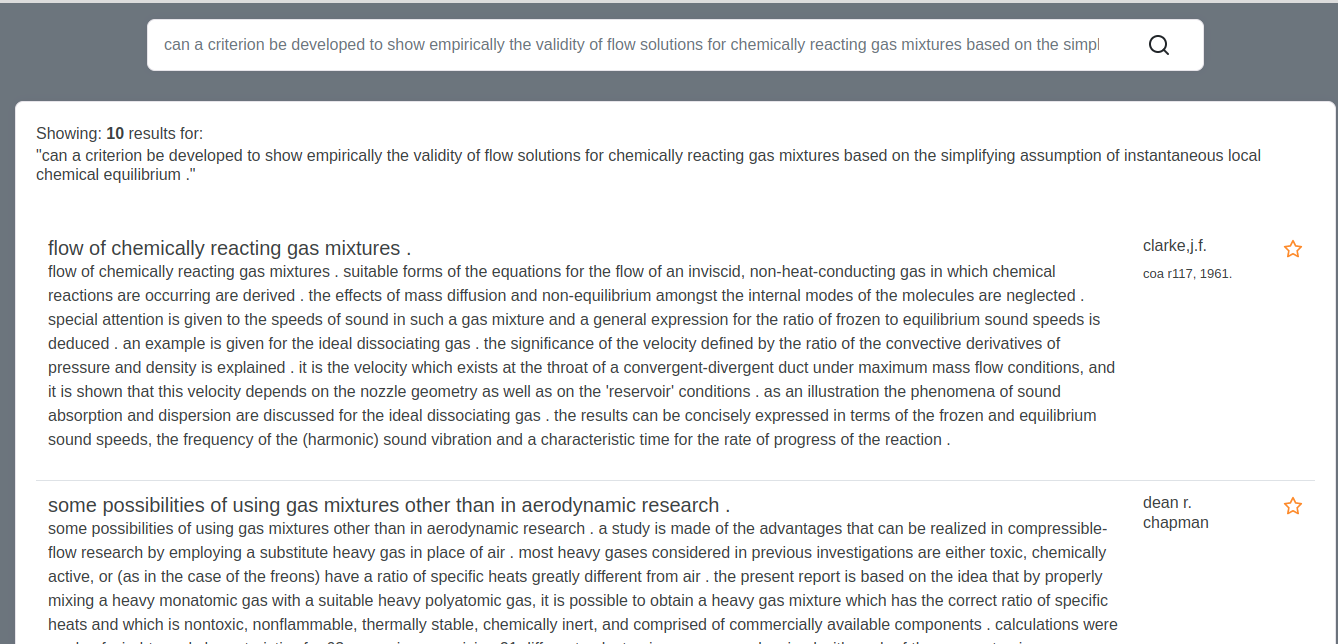 can a criterion be developed to show empirically the validity of flow solutions for chemically reacting gas mixtures based on the simpl
Showing: 10 results for:
"can a criterion be developed to show empirically the validity of flow solutions for chemically reacting gas mixtures based on the simplifying assumption of instantaneous local
chemical equilibrium ."
flow of chemically reacting gas mixtures .
clarke,j.f.
coa r117, 1961.
flow of chemically reacting gas mixtures . suitable forms of the equations for the flow of an inviscid, non-heat-conducting gas in which chemical
reactions are occurring are derived . the effects of mass diffusion and non-equilibrium amongst the internal modes of the molecules are neglected .
special attention is given to the speeds of sound in such a gas mixture and a general expression for the ratio of frozen to equilibrium sound speeds is
deduced . an example is given for the ideal dissociating gas . the significance of the velocity defined by the ratio of the convective derivatives of
pressure and density is explained . it is the velocity which exists at the throat of a convergent-divergent duct under maximum mass flow conditions, and
it is shown that this velocity depends on the nozzle geometry as well as on the 'reservoir' conditions . as an illustration the phenomena of sound
absorption and dispersion are discussed for the ideal dissociating gas . the results can be concisely expressed in terms of the frozen and equilibrium
sound speeds, the frequency of the (harmonic) sound vibration and a characteristic time for the rate of progress of the reaction .
some possibilities of using gas mixtures other than in aerodynamic research .
dean r.
chapman
some possibilities of using gas mixtures other than in aerodynamic research . a study is made of the advantages that can be realized in compressible-
flow research by employing a substitute heavy gas in place of air . most heavy gases considered in previous investigations are either toxic, chemically
active, or (as in the case of the freons) have a ratio of specific heats greatly different from air . the present report is based on the idea that by properly
mixing a heavy monatomic gas with a suitable heavy polyatomic gas, it is possible to obtain a heavy gas mixture which has the correct ratio of specific
heats and which is nontoxic, nonflammable, thermally stable, chemically inert, and comprised of commercially available components . calculations were